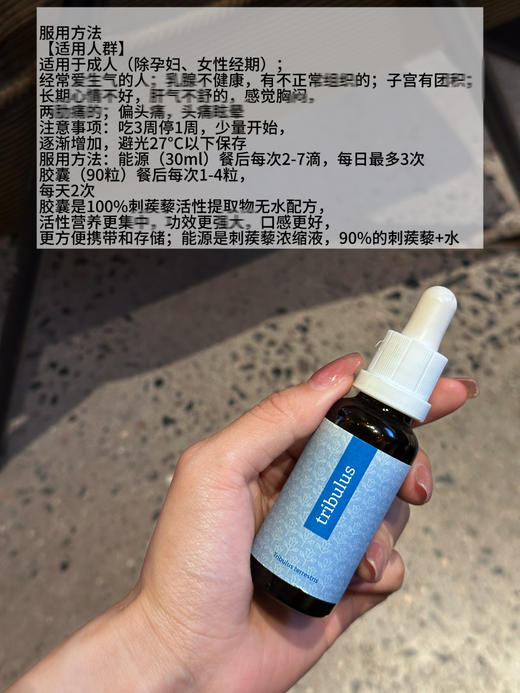 服用方法
【适用人群】
适用于成人（除孕妇、女性经期）；
经常爱生气的人；乳腺不健康，有不正常组织的；子宫有团积；
长期心情不好，肝气不舒的，感觉胸闷，
两肋痛的；偏头痛，头痛眩晕
注意事项：吃3周停1周，少量开始，
逐渐增加，避光27°C以下保存
服用方法：能源（30ml）餐后每次2-7滴，每日最多3次
胶囊（90粒）餐后每次1-4粒，
每天2次
胶囊是100%刺蒺藜活性提取物无水配方，
活性营养更集中，功效更强大，口感更好，
更方便携带和存储；能源是刺蒺藜浓缩液，90%的刺蒺藜+水
tribulus
Tribulus terrestris